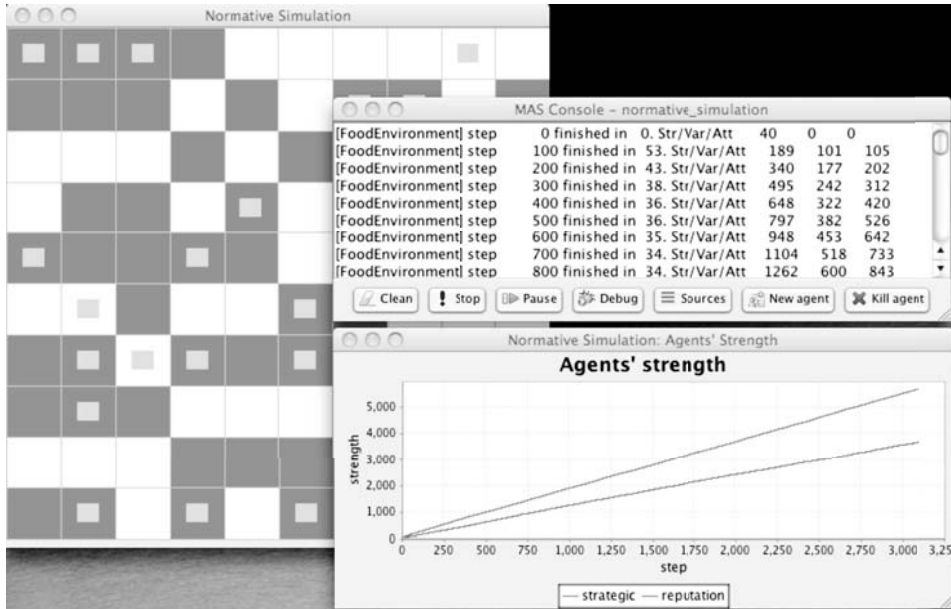 Normative Simulation
MAS Console – normative_simulation
[FoodEnvironment] step 0 finished in 0. Str/Var/Att 40 0 0
[FoodEnvironment] step 100 finished in 53. Str/Var/Att 189 101 105
[FoodEnvironment] step 200 finished in 43. Str/Var/Att 340 177 202
[FoodEnvironment] step 300 finished in 38. Str/Var/Att 495 242 312
[FoodEnvironment] step 400 finished in 36. Str/Var/Att 648 322 420
[FoodEnvironment] step 500 finished in 36. Str/Var/Att 797 382 526
[FoodEnvironment] step 600 finished in 35. Str/Var/Att 948 453 642
[FoodEnvironment] step 700 finished in 34. Str/Var/Att 1104 518 733
[FoodEnvironment] step 800 finished in 34. Str/Var/Att 1262 600 843
Clean Stop Pause Debug Sources New agent Kill agent
Normative Simulation: Agents' Strength
Agents' strength
strength
5,000
4,000
3,000
2,000
1,000
0
0 250 500 750 1,000 1,250 1,500 1,750 2,000 2,250 2,500 2,750 3,000 3,25
step
strategic reputation